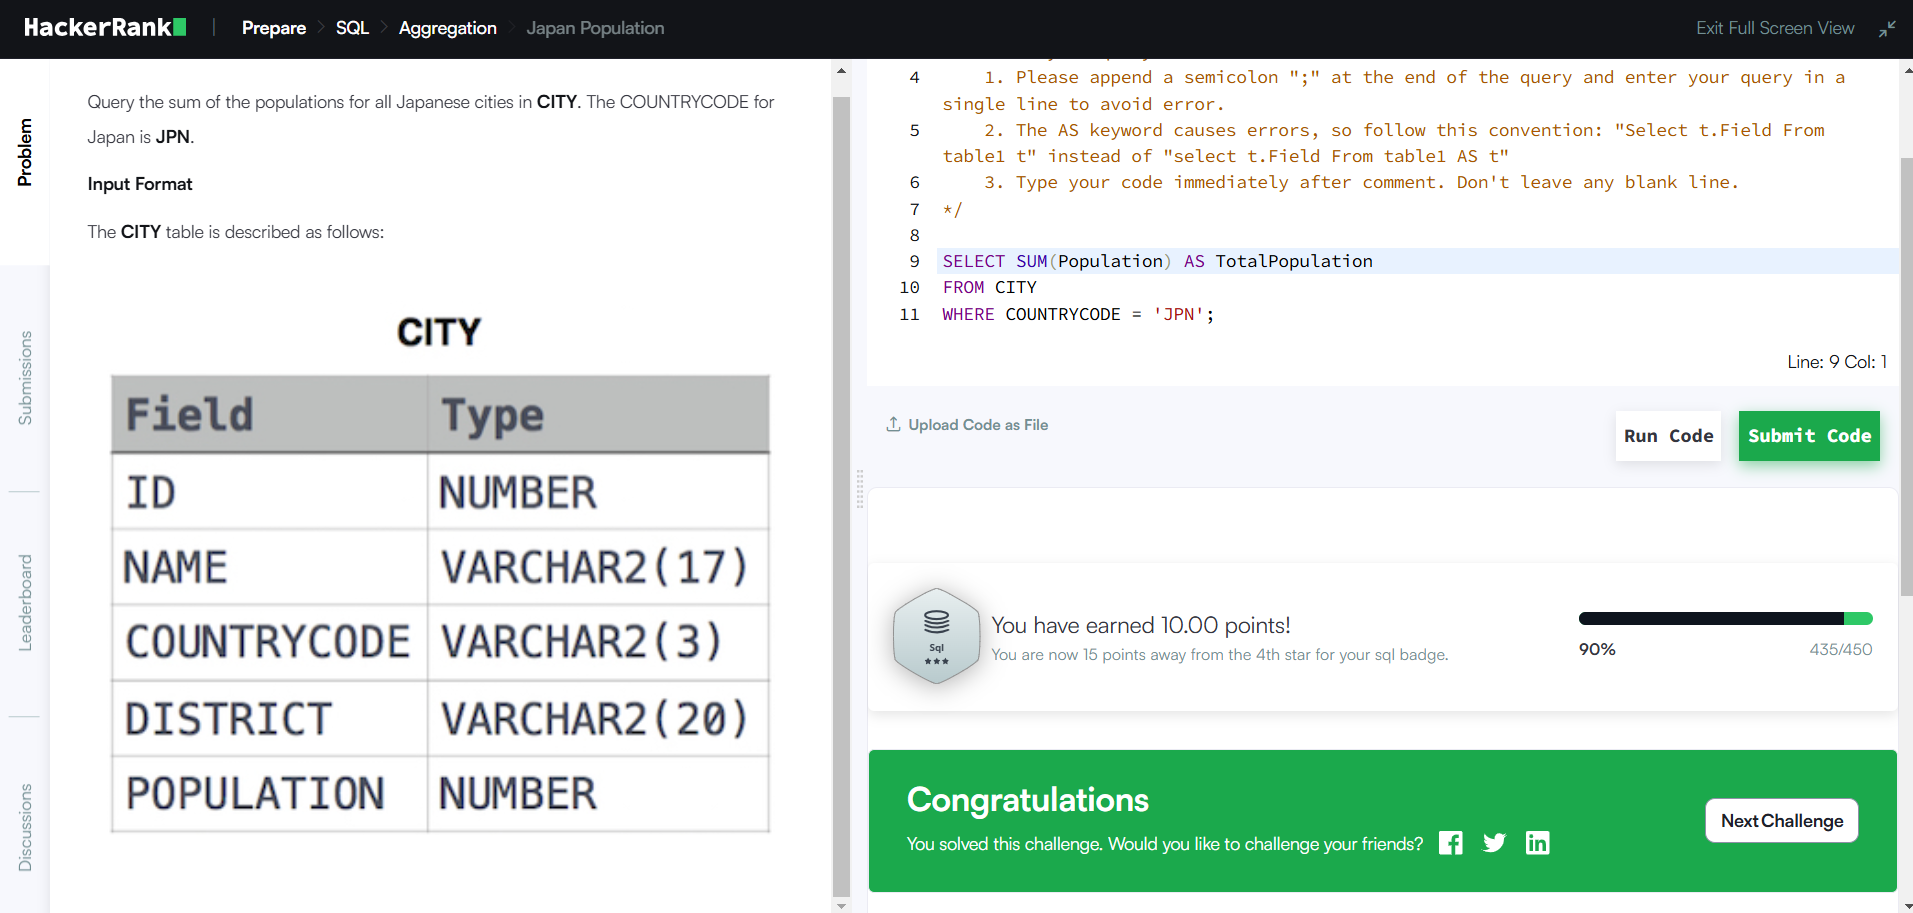 HackerRank
Prepare
SQL
Aggregation
Japan Population
Exit Full Screen View
Problem
Submissions
Leaderboard
Discussions
Query the sum of the populations for all Japanese cities in CITY. The COUNTRYCODE for
Japan is JPN.
Input Format
The CITY table is described as follows:
CITY
Field Type
ID NUMBER
NAME VARCHAR2(17)
COUNTRYCODE VARCHAR2(3)
DISTRICT VARCHAR2(20)
POPULATION NUMBER
4 1. Please append a semicolon ";" at the end of the query and enter your query in a
single line to avoid error.
5 2. The AS keyword causes errors, so follow this convention: "Select t.Field From
table1 t" instead of "select t.Field From table1 AS t"
6 3. Type your code immediately after comment. Don't leave any blank line.
7 */
8
9 SELECT SUM(Population) AS TotalPopulation
10 FROM CITY
11 WHERE COUNTRYCODE = 'JPN';
Line: 9 Col: 1
Upload Code as File
Run Code
Submit Code
Sql
You have earned 10.00 points!
You are now 15 points away from the 4th star for your sql badge.
90%
435/450
Congratulations
You solved this challenge. Would you like to challenge your friends?
Next Challenge